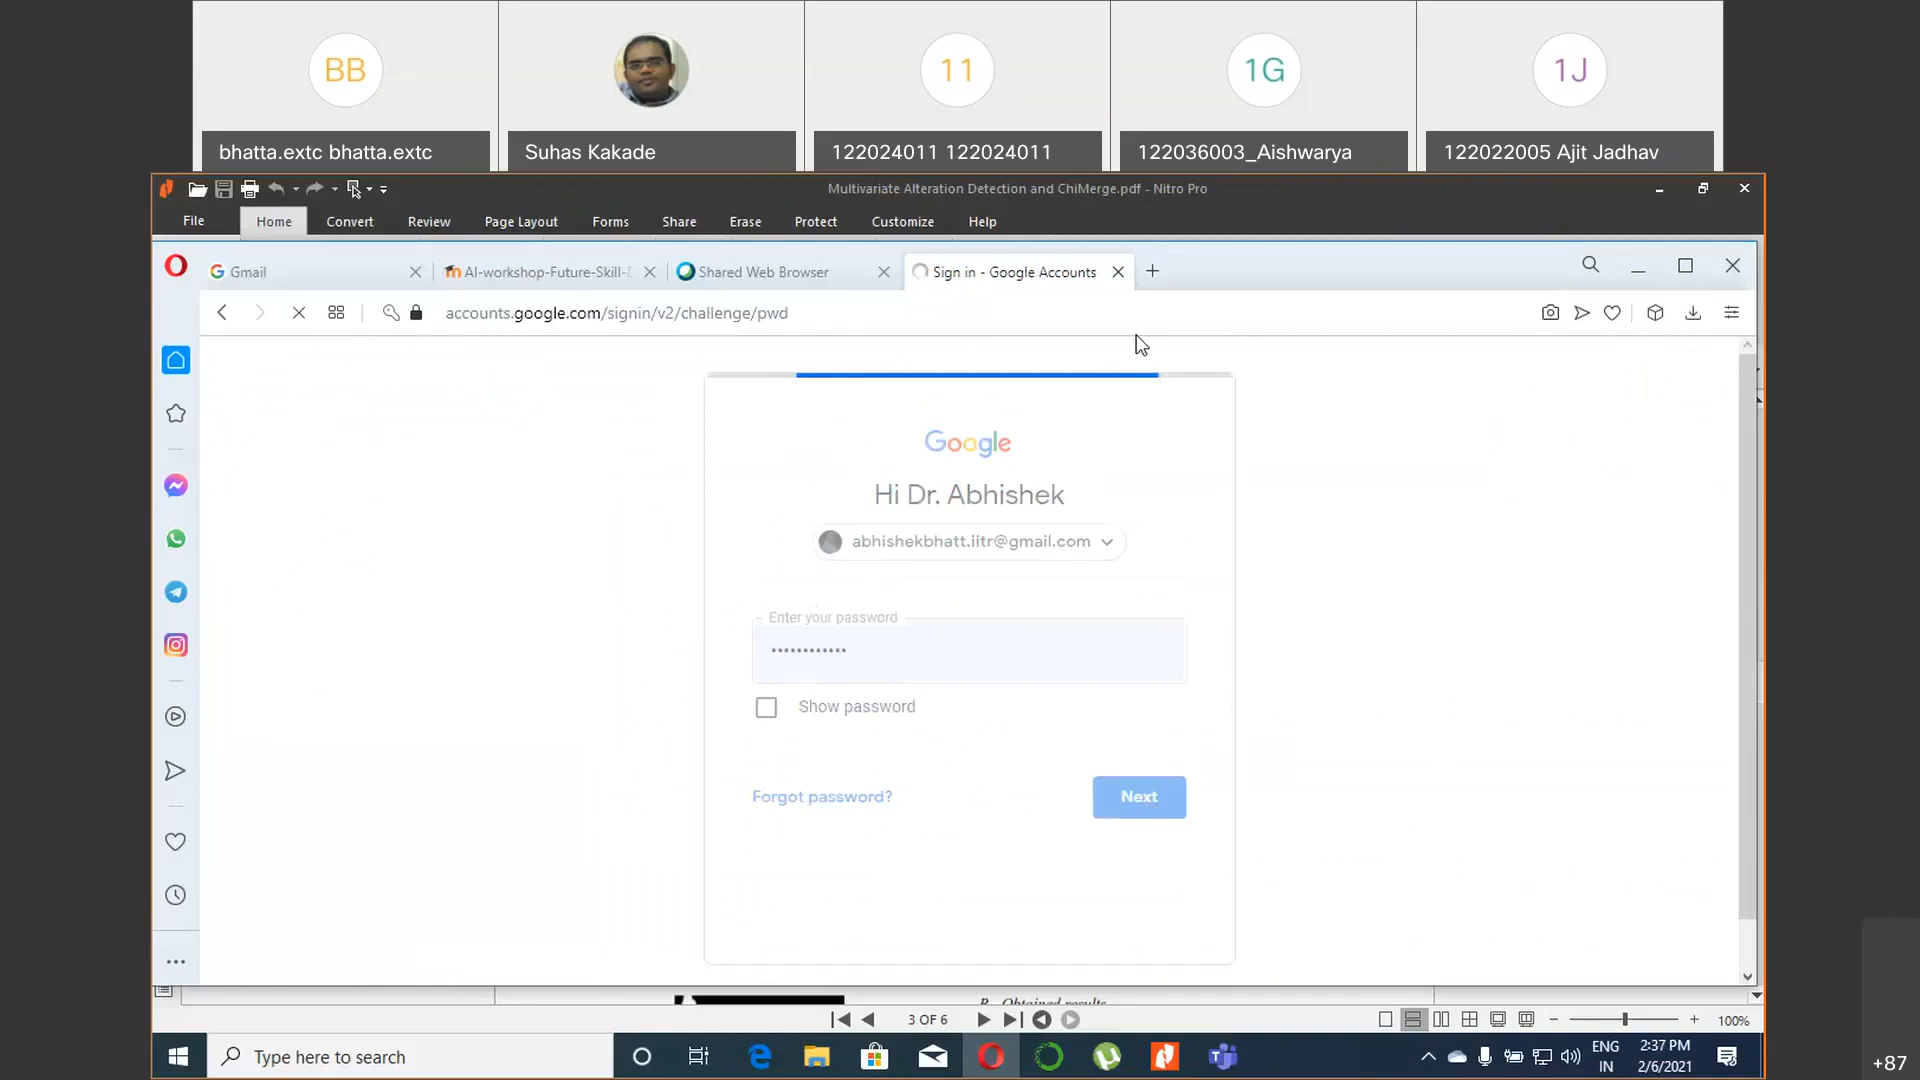 BB
11
1G
1J
bhatta.extc bhatta.extc
Suhas Kakade
122024011 122024011
122036003_Aishwarya
122022005 Ajit Jadhav
Multivariate Alteration Detection and ChiMerge.pdf - Nitro Pro
File
Home
Convert
Review
Page Layout
Forms
Share
Erase
Protect
Customize
Help
Gmail
AI-workshop-Future-Skill-
Shared Web Browser
Sign in - Google Accounts
accounts.google.com/signin/v2/challenge/pwd
Google
Hi Dr. Abhishek
abhishekbhatt.iitr@gmail.com
Enter your password
Show password
Forgot password?
Next
B. Obtained results
3 OF 6
100%
Type here to search
ENG
IN
2:37 PM
2/6/2021
+87